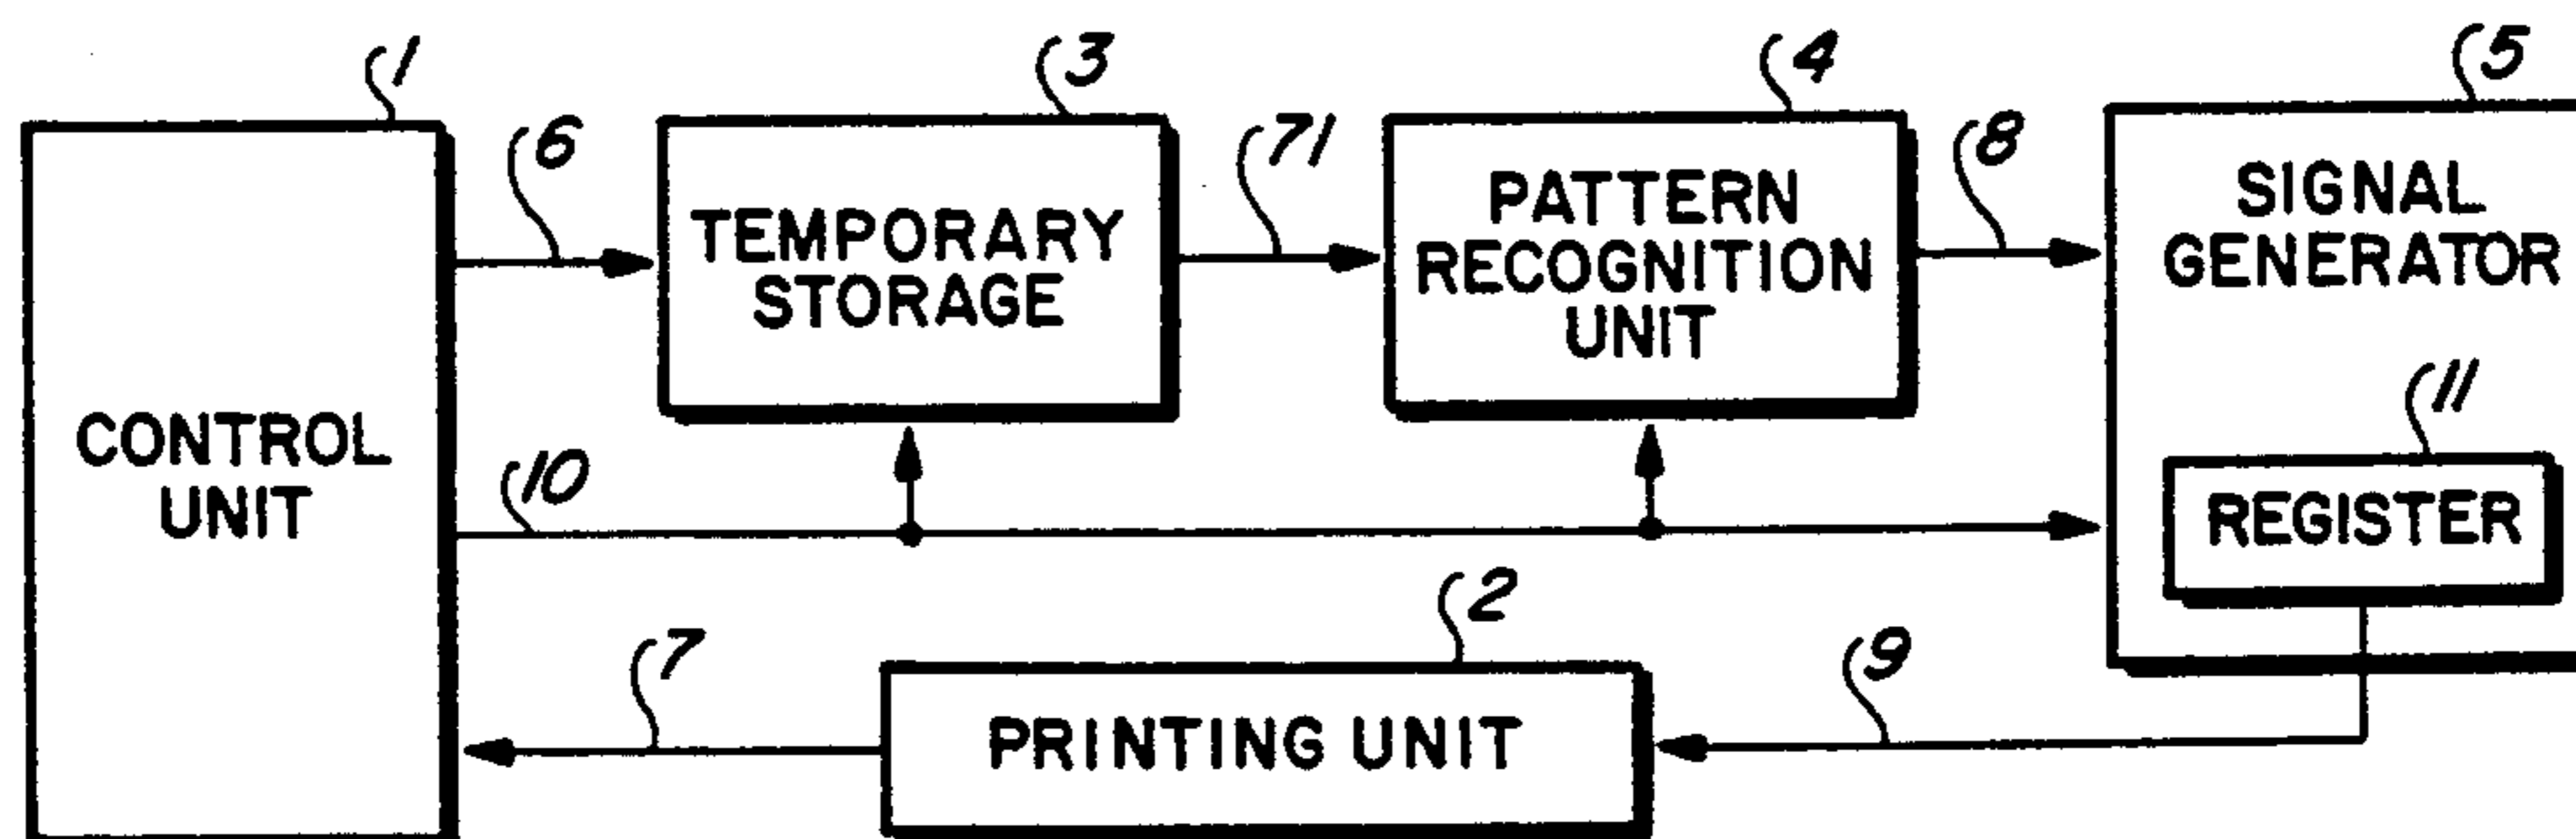 1
3
4
5
6
71
8
TEMPORARY
STORAGE
PATTERN
RECOGNITION
UNIT
SIGNAL
GENERATOR
CONTROL
UNIT
10
11
REGISTER
2
7
9
PRINTING UNIT